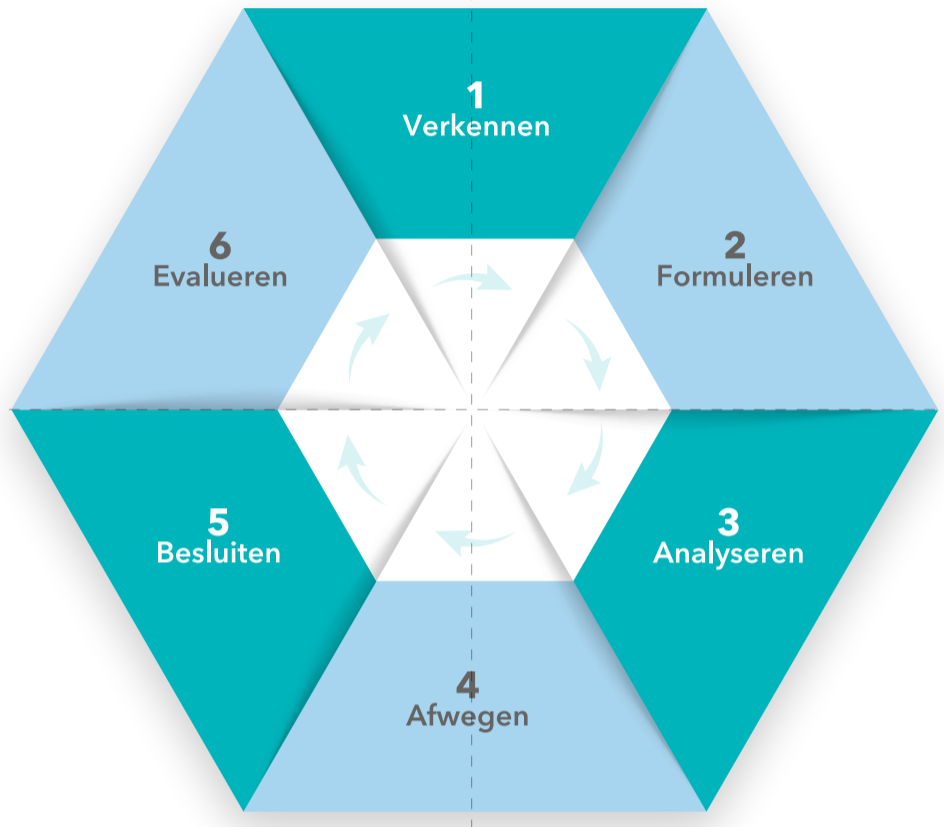 1
Verkennen
2
Formuleren
3
Analyseren
4
Afwegen
5
Besluiten
6
Evalueren